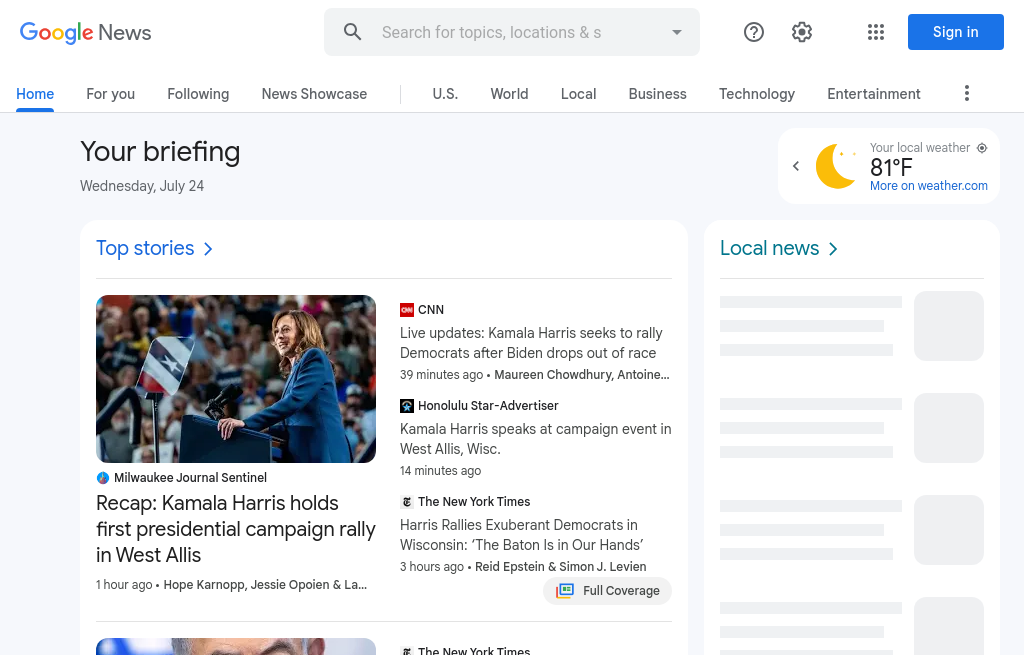 Google News
Search for topics, locations & s
Sign in
Home
For you
Following
News Showcase
U.S.
World
Local
Business
Technology
Entertainment
Your briefing
Wednesday, July 24
Your local weather
81°F
More on weather.com
Top stories
Milwaukee Journal Sentinel
Recap: Kamala Harris holds
first presidential campaign rally
in West Allis
1 hour ago • Hope Karnopp, Jessie Opoien & La...
CNN
Live updates: Kamala Harris seeks to rally
Democrats after Biden drops out of race
39 minutes ago • Maureen Chowdhury, Antoine...
Honolulu Star-Advertiser
Kamala Harris speaks at campaign event in
West Allis, Wisc.
14 minutes ago
The New York Times
Harris Rallies Exuberant Democrats in
Wisconsin: ‘The Baton Is in Our Hands’
3 hours ago • Reid Epstein & Simon J. Levien
Full Coverage
The New York Times
Local news